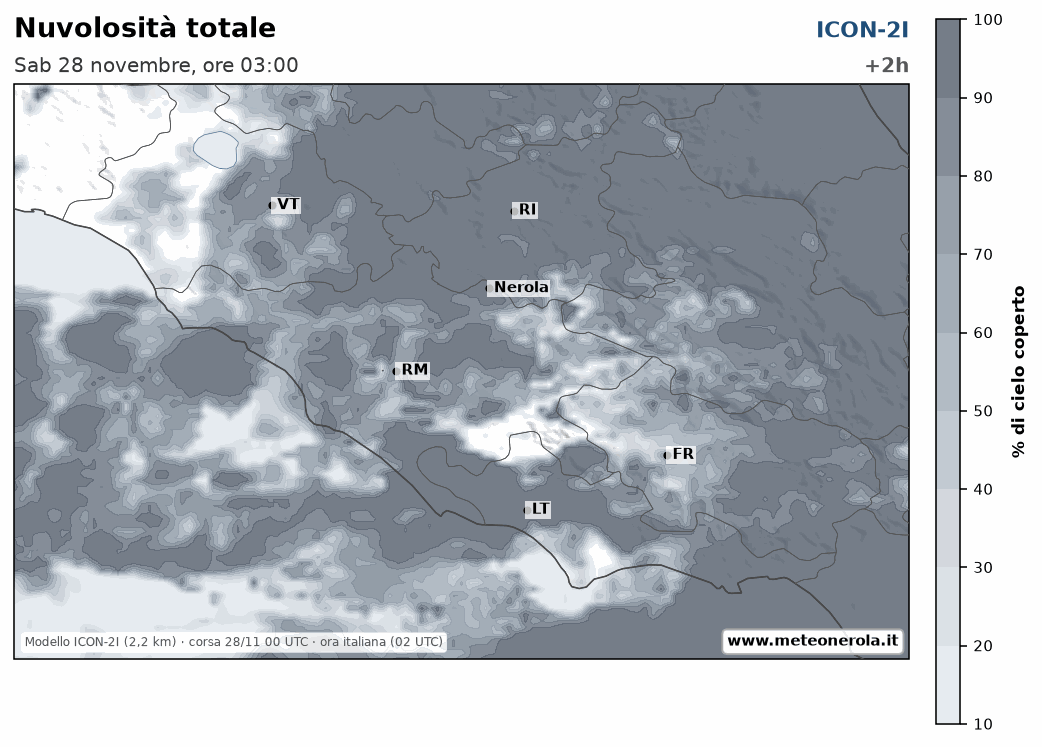 Nuvolosità totale
ICON-2I
Sab 28 novembre, ore 03:00
+2h
VT
RI
Nerola
RM
FR
LT
Modello ICON-2I (2,2 km) · corsa 28/11 00 UTC · ora italiana (02 UTC)
www.meteonerola.it
100
90
80
70
60
50
40
30
20
10
% di cielo coperto